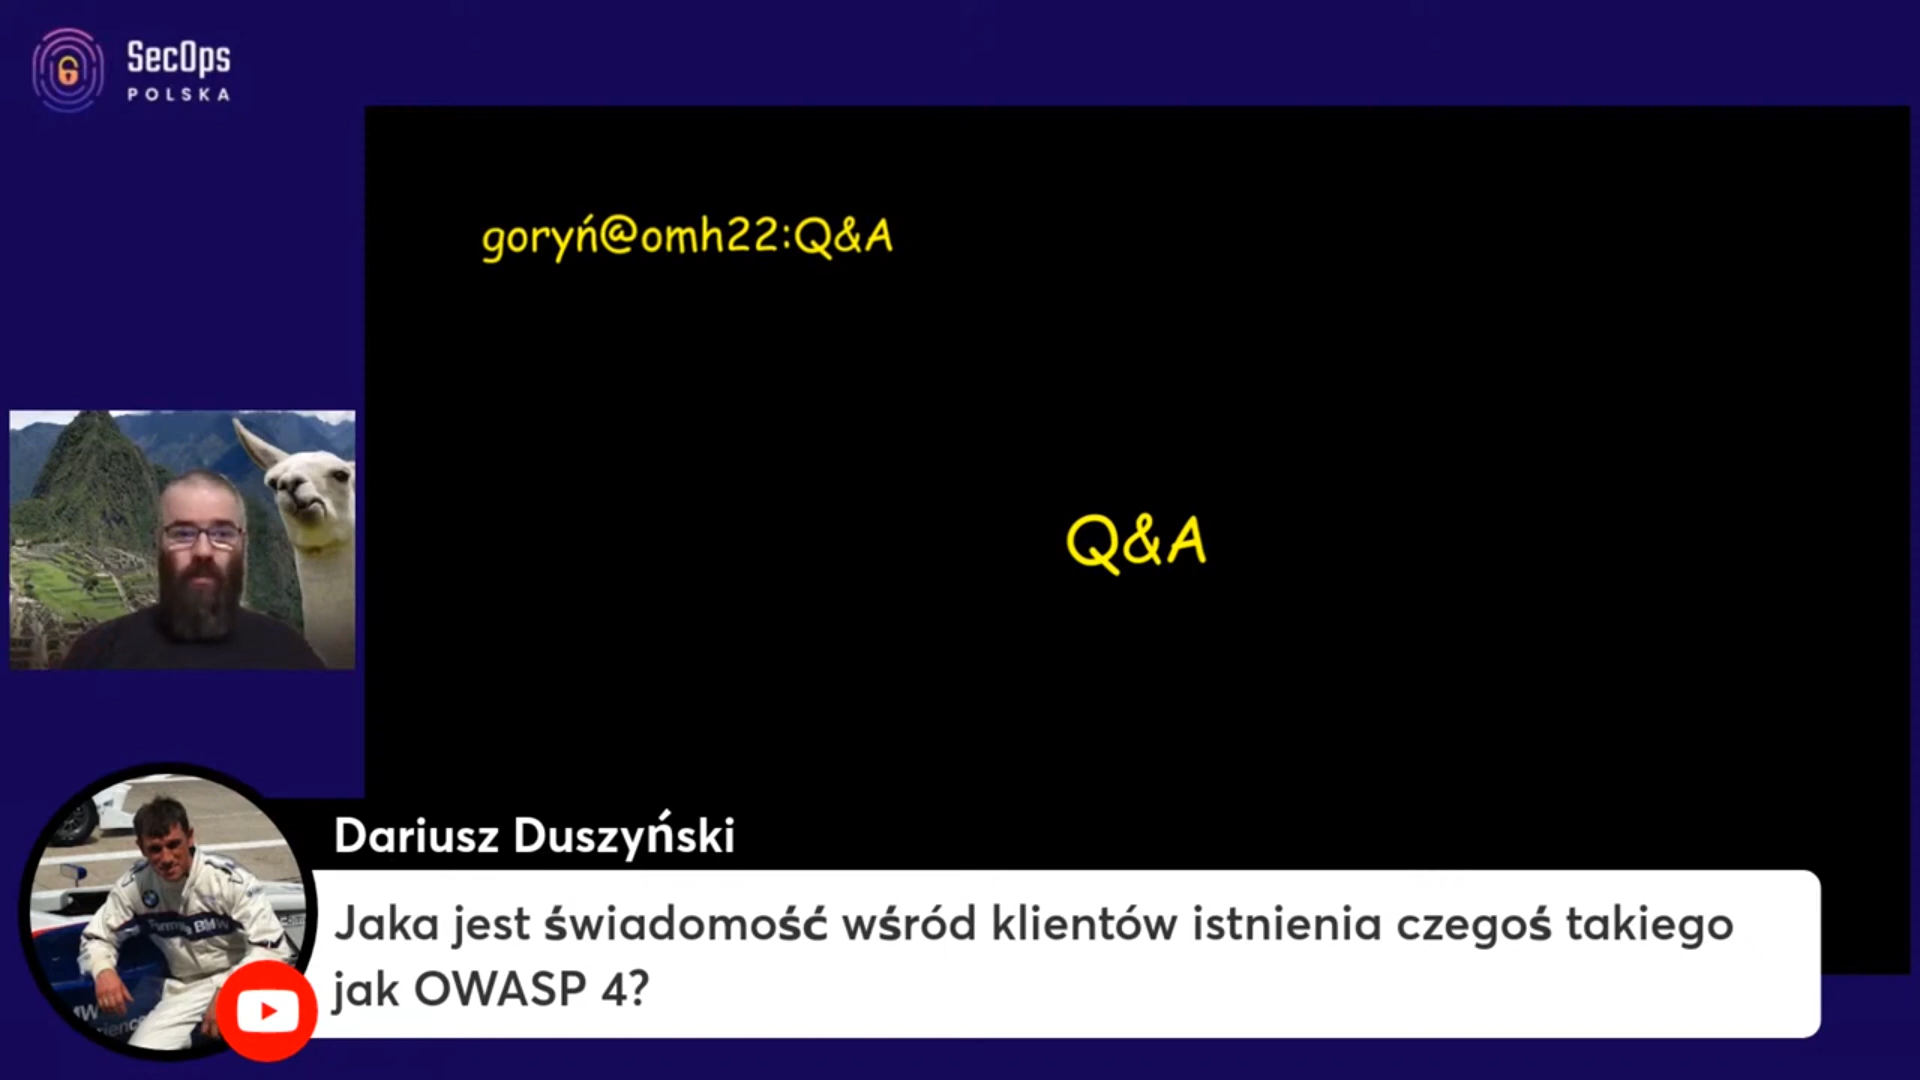 SecOps
POLSKA
goryń@omh22:Q&A
Q&A
Dariusz Duszyński
Jaka jest świadomość wśród klientów istnienia czegoś takiego
jak OWASP 4?